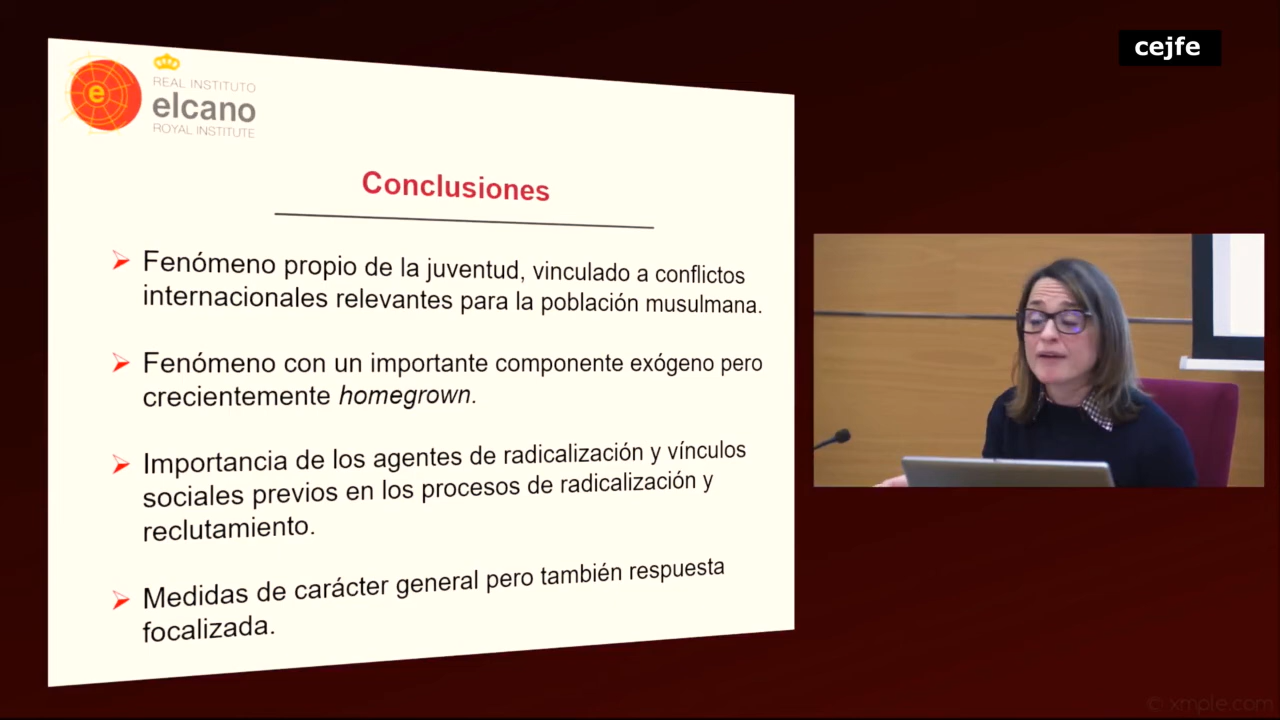 cejfe
e
REAL INSTITUTO
elcano
ROYAL INSTITUTE
Conclusiones
Fenómeno propio de la juventud, vinculado a conflictos
internacionales relevantes para la población musulmana.
Fenómeno con un importante componente exógeno pero
crecientemente homegrown.
Importancia de los agentes de radicalización y vínculos
sociales previos en los procesos de radicalización y
reclutamiento.
Medidas de carácter general pero también respuesta
focalizada.
© xmple.com